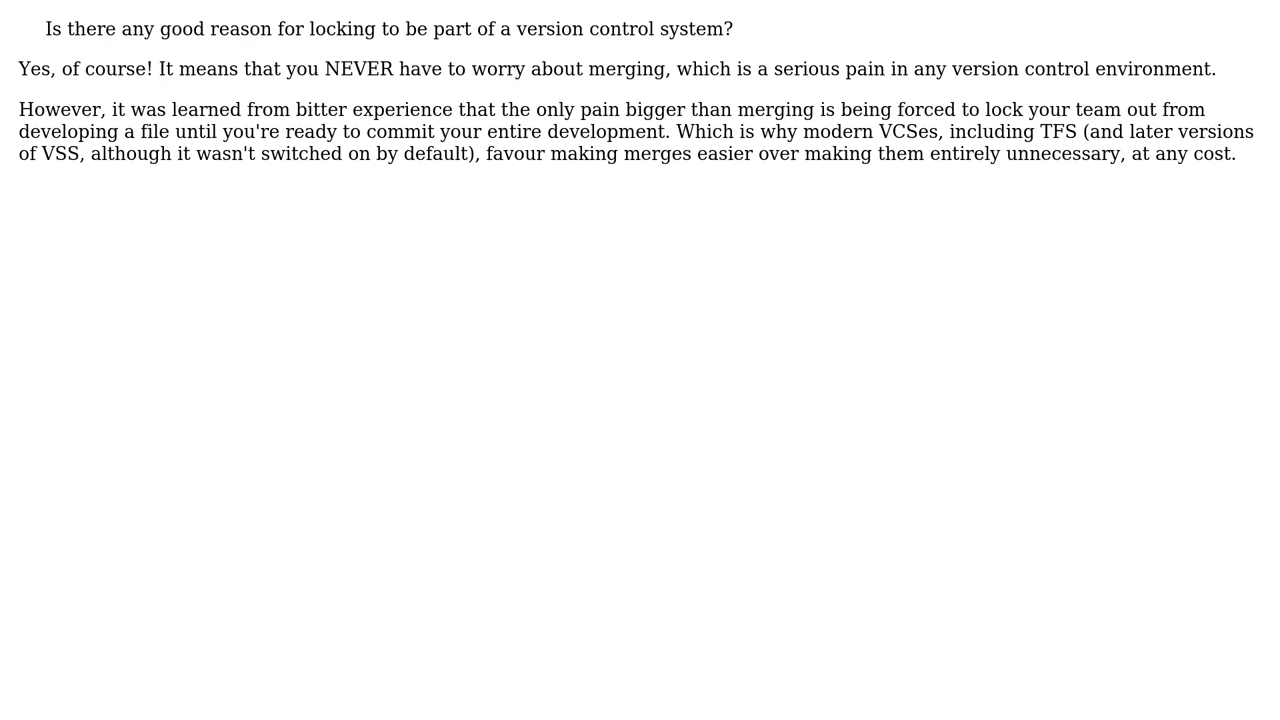 Is there any good reason for locking to be part of a version control system?
Yes, of course! It means that you NEVER have to worry about merging, which is a serious pain in any version control environment.
However, it was learned from bitter experience that the only pain bigger than merging is being forced to lock your team out from
developing a file until you're ready to commit your entire development. Which is why modern VCSes, including TFS (and later versions
of VSS, although it wasn't switched on by default), favour making merges easier over making them entirely unnecessary, at any cost.